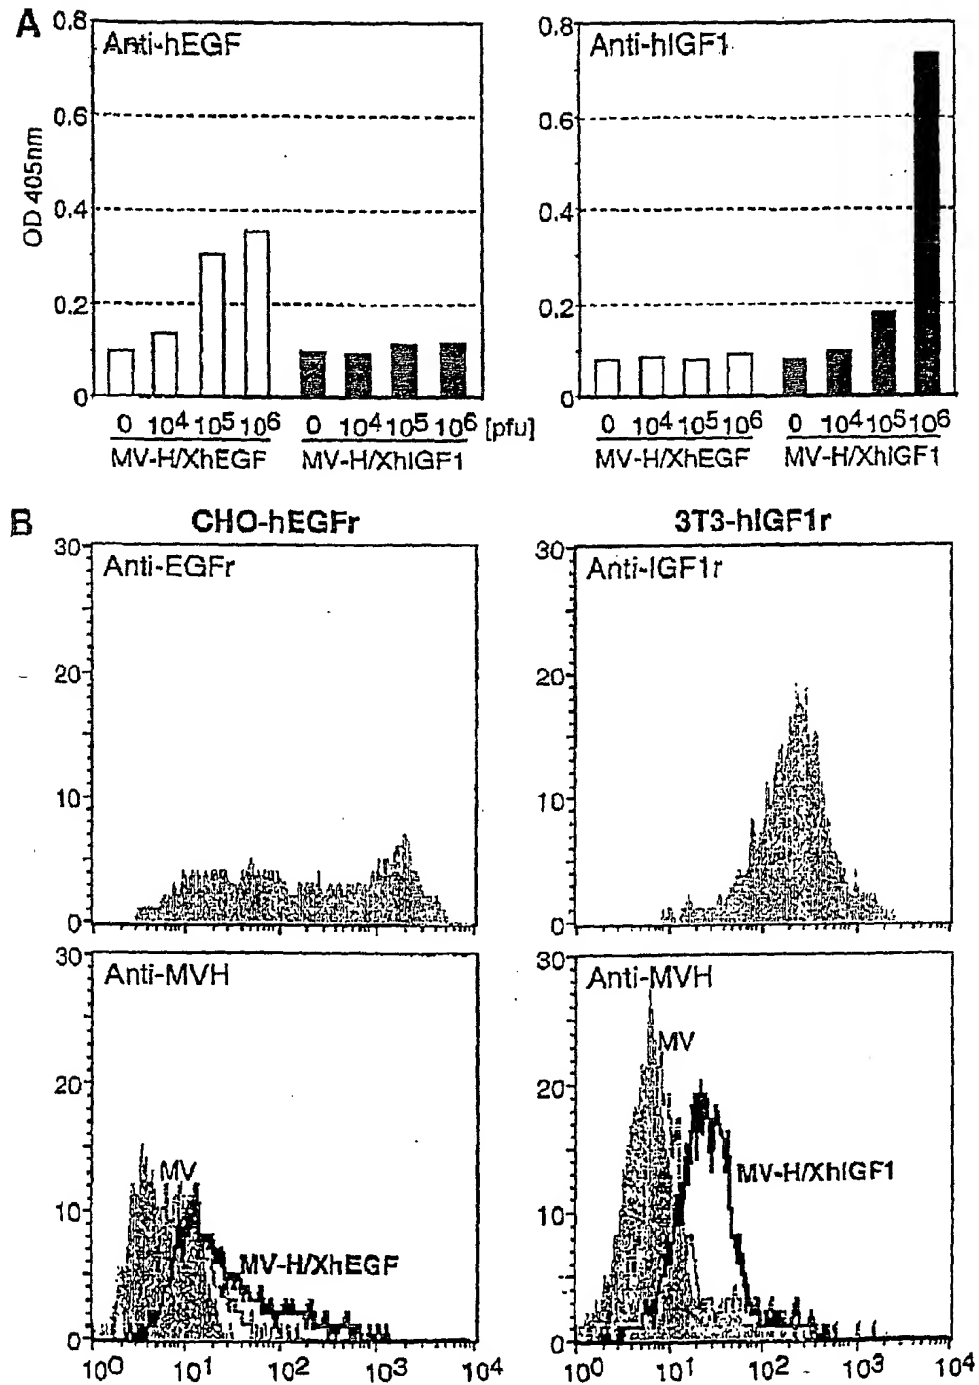 A
0.8
Anti-hEGF
0.6
0.4
0.2
0
OD 405nm
0 10⁴ 10⁵ 10⁶ 0 10⁴ 10⁵ 10⁶ [pfu]
MV-H/XhEGF MV-H/XhIGF1
0.8
Anti-hIGF1
0.6
0.4
0.2
0
0 10⁴ 10⁵ 10⁶ 0 10⁴ 10⁵ 10⁶
MV-H/XhEGF MV-H/XhIGF1
B
CHO-hEGFr
30
Anti-EGFr
20
10
0
3T3-hIGF1r
30
Anti-IGF1r
20
10
0
30
Anti-MVH
20
MV
10
MV-H/XhEGF
0
10⁰ 10¹ 10² 10³ 10⁴
30
Anti-MVH
MV
20
MV-H/XhIGF1
10
0
10⁰ 10¹ 10² 10³ 10⁴